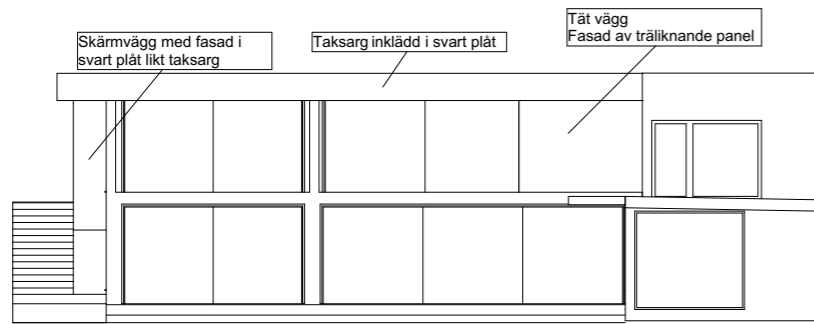 Skärmvägg med fasad i
svart plåt likt taksarg
Taksarg inklädd i svart plåt
Tät vägg
Fasad av träliknande panel